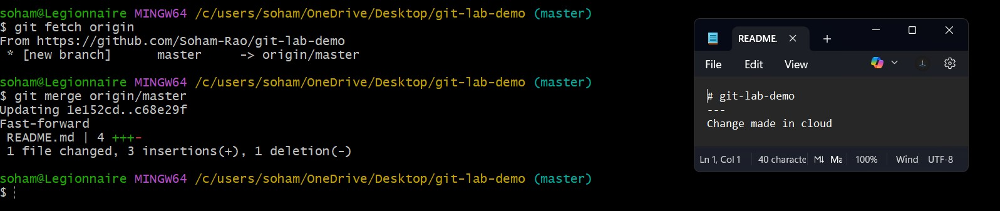 soham@Legionnaire MINGW64 /c/users/soham/OneDrive/Desktop/git-lab-demo (master)
$ git fetch origin
From https://github.com/Soham-Rao/git-lab-demo
 * [new branch]      master     -> origin/master

soham@Legionnaire MINGW64 /c/users/soham/OneDrive/Desktop/git-lab-demo (master)
$ git merge origin/master
Updating 1e152cd..c68e29f
Fast-forward
 README.md | 4 +++-
 1 file changed, 3 insertions(+), 1 deletion(-)

soham@Legionnaire MINGW64 /c/users/soham/OneDrive/Desktop/git-lab-demo (master)
$
README.
File Edit View
# git-lab-demo
---
Change made in cloud
Ln 1, Col 1 40 characte M↓ Ma 100% Wind UTF-8